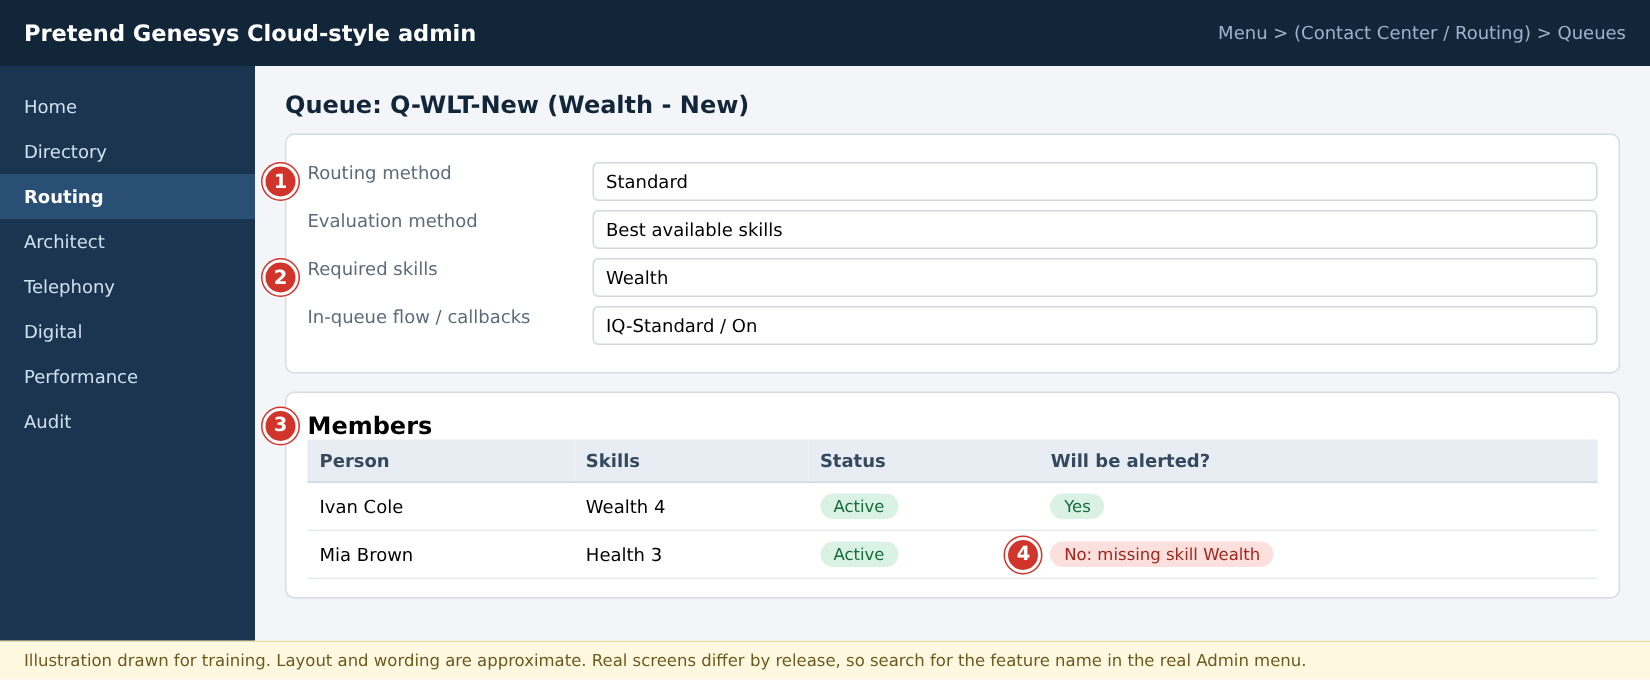 Pretend Genesys Cloud-style admin
Menu > (Contact Center / Routing) > Queues
Home
Directory
Routing
Architect
Telephony
Digital
Performance
Audit
Queue: Q-WLT-New (Wealth - New)
1 Routing method Standard
Evaluation method Best available skills
2 Required skills Wealth
In-queue flow / callbacks IQ-Standard / On
3 Members
Person Skills Status Will be alerted?
Ivan Cole Wealth 4 Active Yes
Mia Brown Health 3 Active 4 No: missing skill Wealth
Illustration drawn for training. Layout and wording are approximate. Real screens differ by release, so search for the feature name in the real Admin menu.